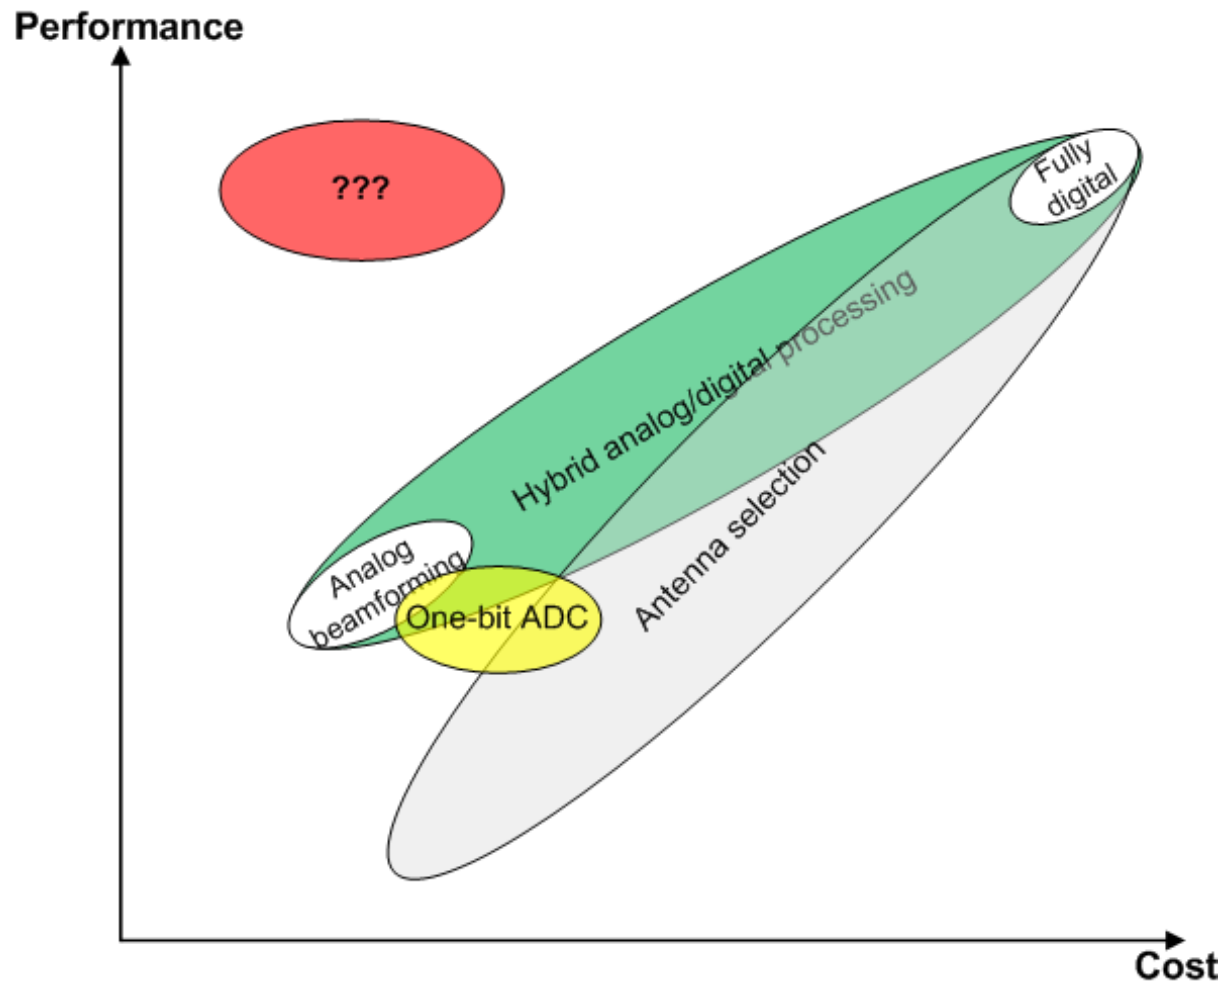 Performance
???
Fully
digital
Hybrid analog/digital processing
Antenna selection
Analog
beamforming
One-bit ADC
Cost